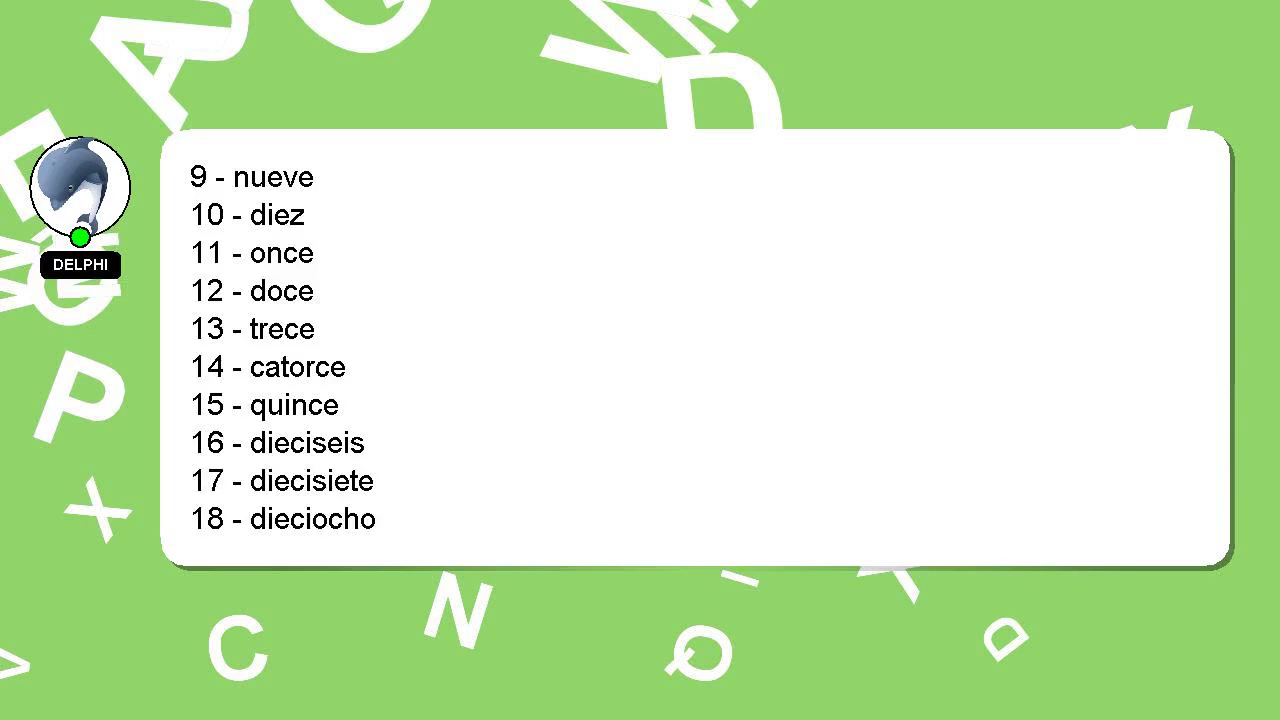 DELPHI
9 - nueve
10 - diez
11 - once
12 - doce
13 - trece
14 - catorce
15 - quince
16 - dieciseis
17 - diecisiete
18 - dieciocho